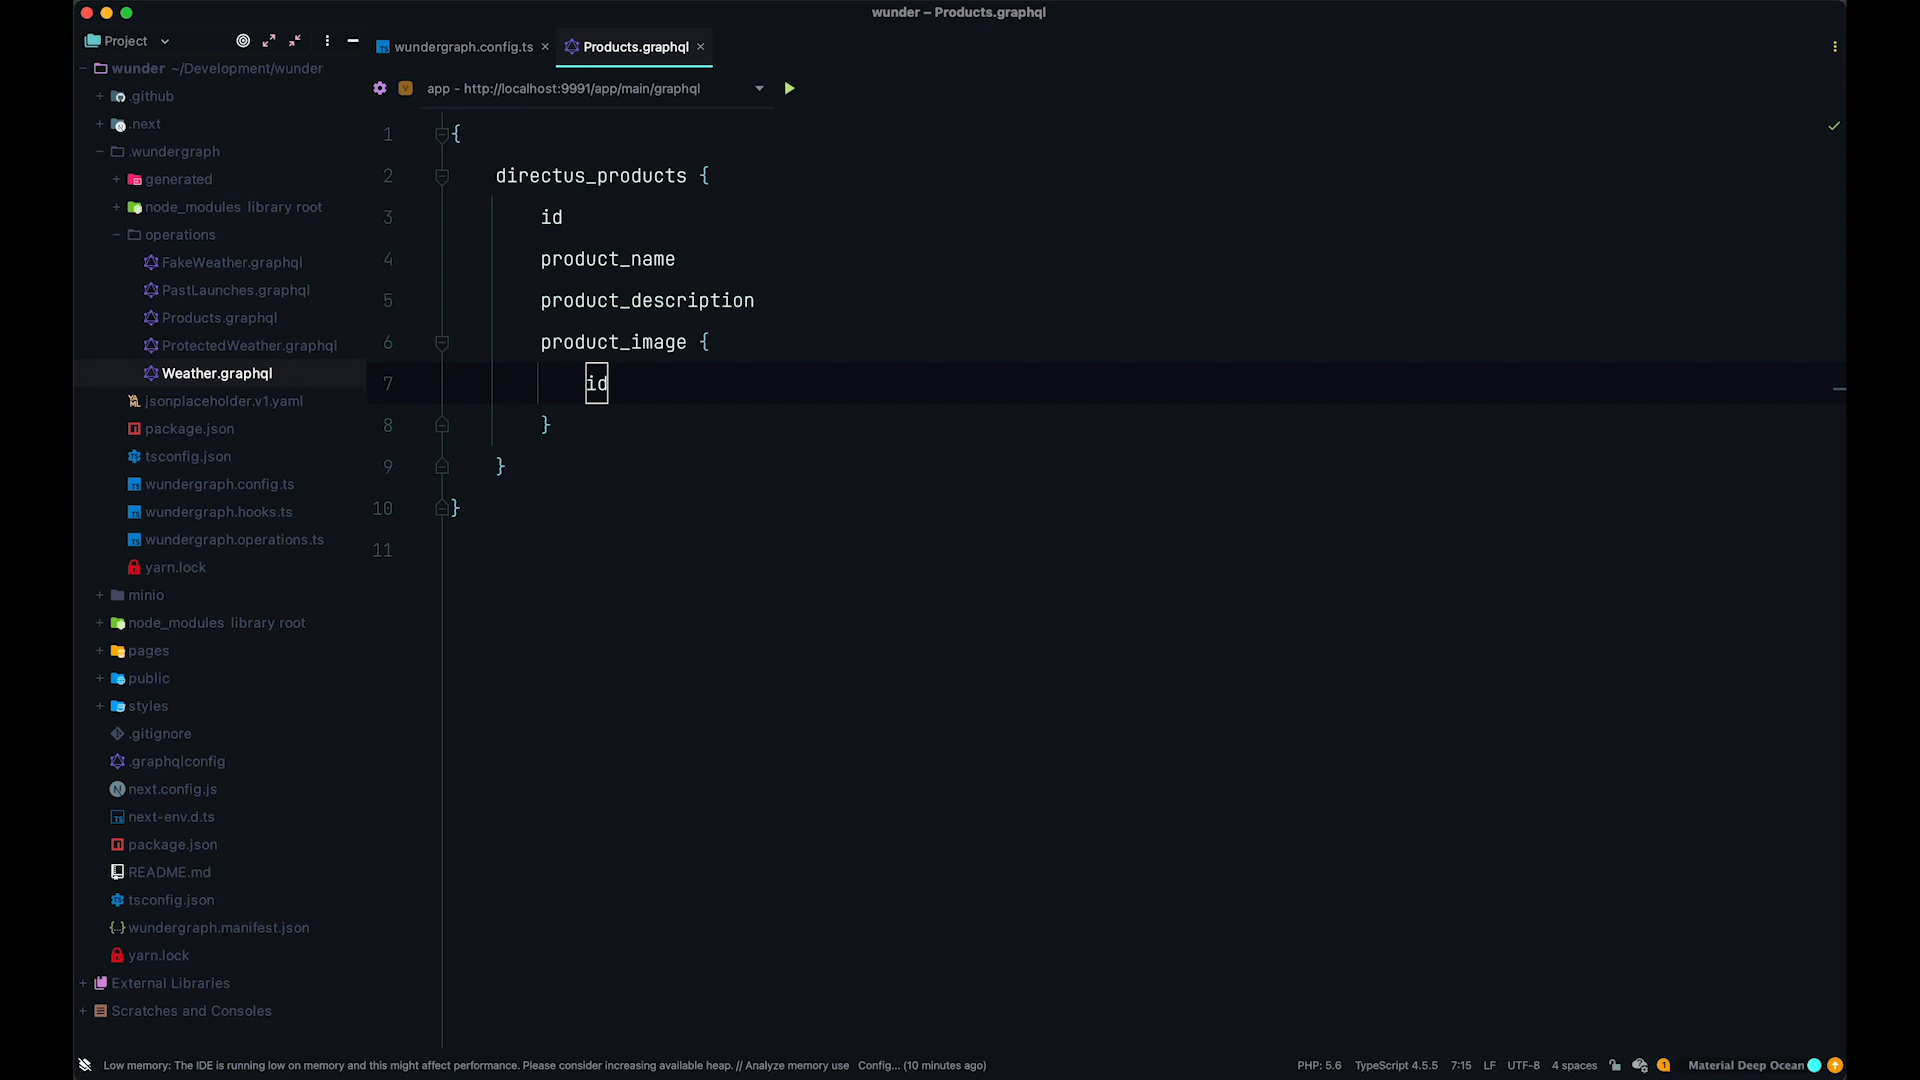 wunder – Products.graphql
Project
wundergraph.config.ts
Products.graphql
wunder ~/Development/wunder
app - http://localhost:9991/app/main/graphql
.github
.next
.wundergraph
generated
node_modules library root
operations
FakeWeather.graphql
PastLaunches.graphql
Products.graphql
ProtectedWeather.graphql
Weather.graphql
jsonplaceholder.v1.yaml
package.json
tsconfig.json
wundergraph.config.ts
wundergraph.hooks.ts
wundergraph.operations.ts
yarn.lock
minio
node_modules library root
pages
public
styles
.gitignore
.graphqlconfig
next.config.js
next-env.d.ts
package.json
README.md
tsconfig.json
wundergraph.manifest.json
yarn.lock
External Libraries
Scratches and Consoles
1 {
2 directus_products {
3 id
4 product_name
5 product_description
6 product_image {
7 id
8 }
9 }
10 }
11
Low memory: The IDE is running low on memory and this might affect performance. Please consider increasing available heap. // Analyze memory use Config... (10 minutes ago)
PHP: 5.6 TypeScript 4.5.5 7:15 LF UTF-8 4 spaces 1 Material Deep Ocean